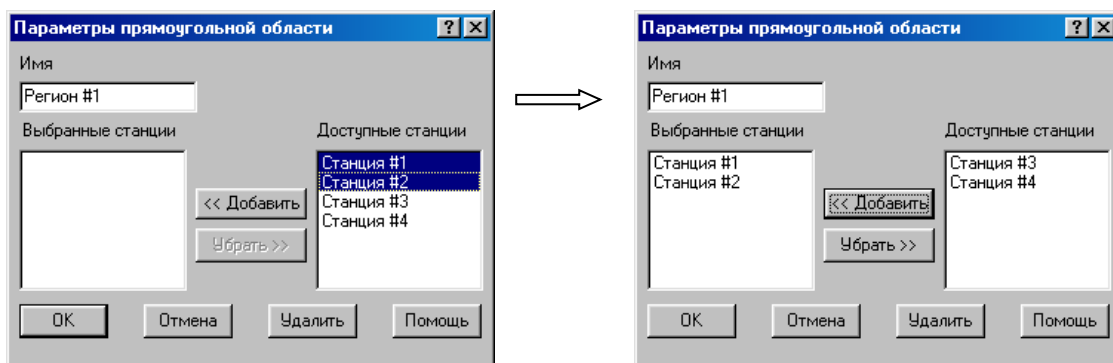 Параметры прямоугольной области
Имя
Регион #1
Выбранные станции
Доступные станции
Станция #1
Станция #2
Станция #3
Станция #4
<< Добавить
Убрать >>
OK Отмена Удалить Помощь
Параметры прямоугольной области
Имя
Регион #1
Выбранные станции
Доступные станции
Станция #1
Станция #2
<< Добавить
Убрать >>
Станция #3
Станция #4
OK Отмена Удалить Помощь